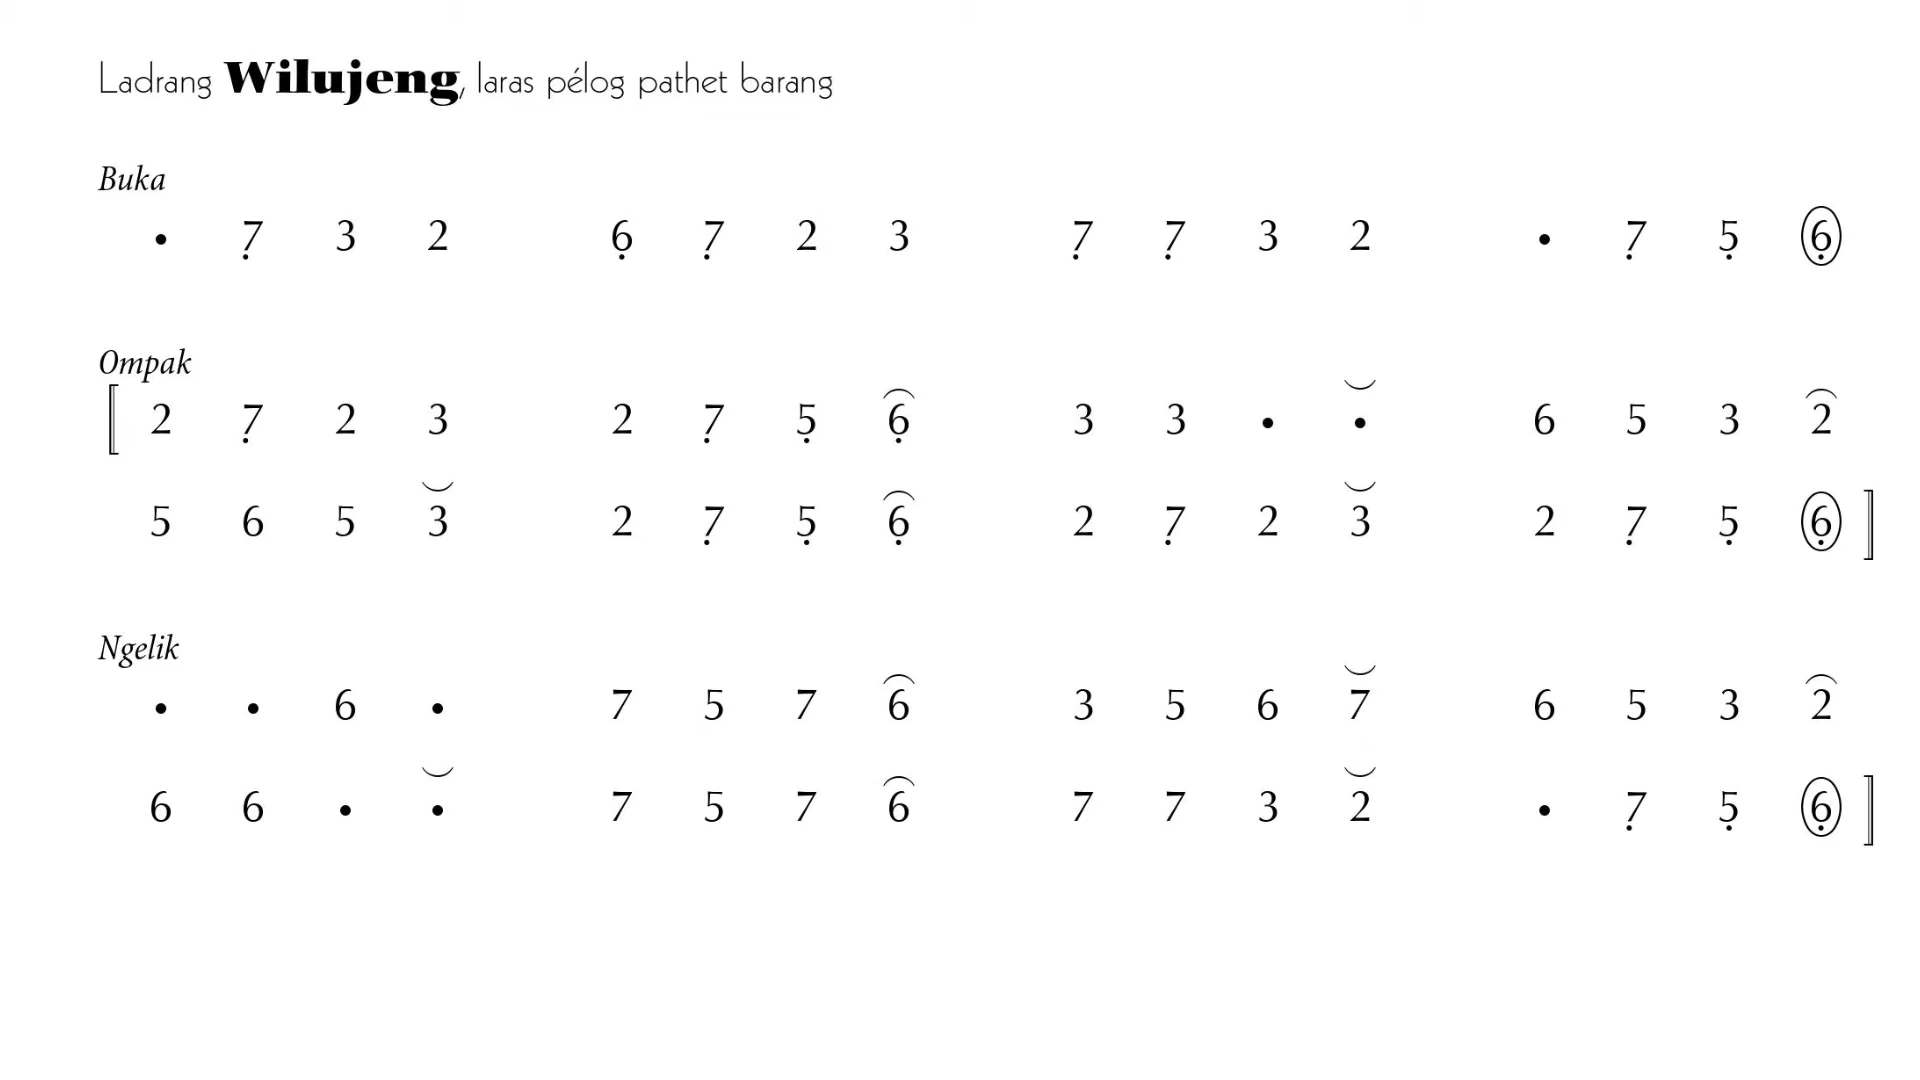 Ladrang Wilujeng, laras pélog pathet barang
Buka
• 7̣ 3 2 6̣ 7̣ 2 3 7̣ 7̣ 3 2 • 7̣ 5̣ (6̣)
Ompak
[ 2 7̣ 2 3 2 7̣ 5̣ 6̣̑ 3 3 • •̆ 6 5 3 2̑
5 6 5 3̆ 2 7̣ 5̣ 6̣̑ 2 7̣ 2 3̆ 2 7̣ 5̣ (6̣) ]
Ngelik
• • 6 • 7 5 7 6̑ 3 5 6 7̆ 6 5 3 2̑
6 6 • •̆ 7 5 7 6̑ 7 7 3 2̆ • 7̣ 5̣ (6̣) ]